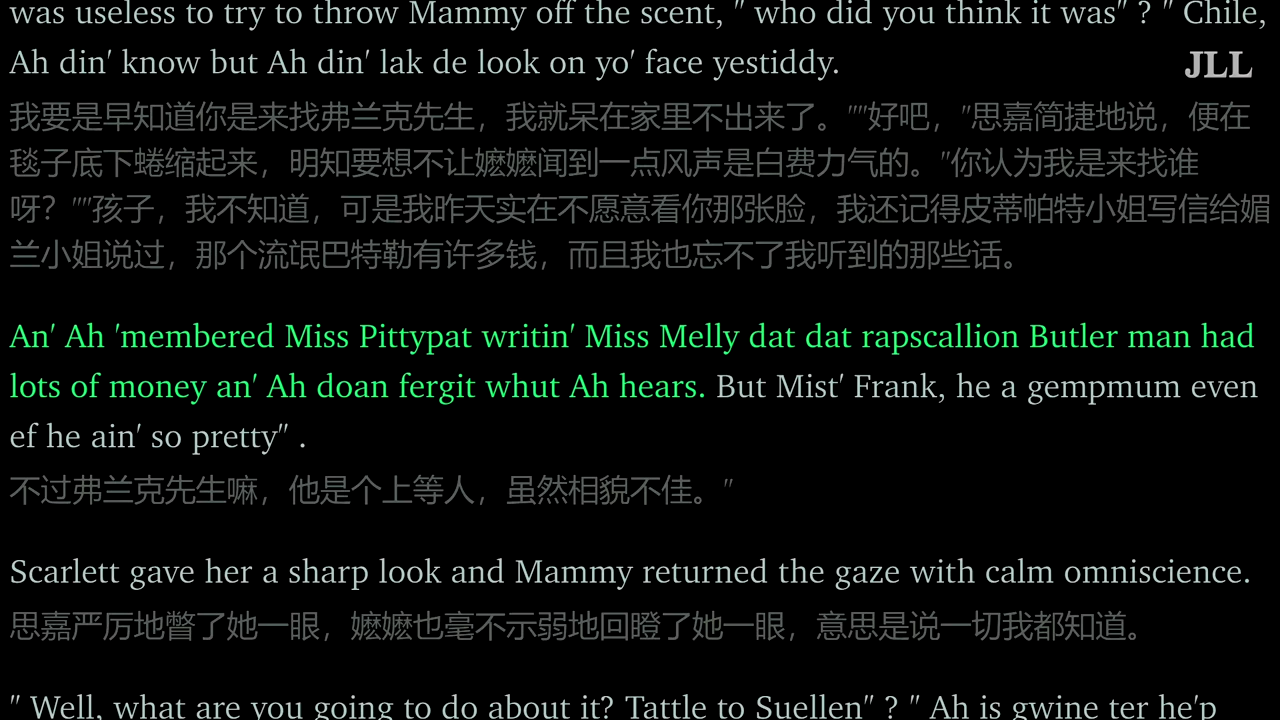 was useless to try to throw Mammy off the scent, " who did you think it was" ? " Chile,
Ah din' know but Ah din' lak de look on yo' face yestiddy.
JLL
我要是早知道你是来找弗兰克先生，我就呆在家里不出来了。""好吧，"思嘉简捷地说，便在
毯子底下蜷缩起来，明知要想不让嬷嬷闻到一点风声是白费力气的。"你认为我是来找谁
呀？""孩子，我不知道，可是我昨天实在不愿意看你那张脸，我还记得皮蒂帕特小姐写信给媚
兰小姐说过，那个流氓巴特勒有许多钱，而且我也忘不了我听到的那些话。
An' Ah 'membered Miss Pittypat writin' Miss Melly dat dat rapscallion Butler man had
lots of money an' Ah doan fergit whut Ah hears. But Mist' Frank, he a gempmum even
ef he ain' so pretty" .
不过弗兰克先生嘛，他是个上等人，虽然相貌不佳。"
Scarlett gave her a sharp look and Mammy returned the gaze with calm omniscience.
思嘉严厉地瞥了她一眼，嬷嬷也毫不示弱地回瞪了她一眼，意思是说一切我都知道。
" Well, what are you going to do about it? Tattle to Suellen" ? " Ah is gwine ter he'p